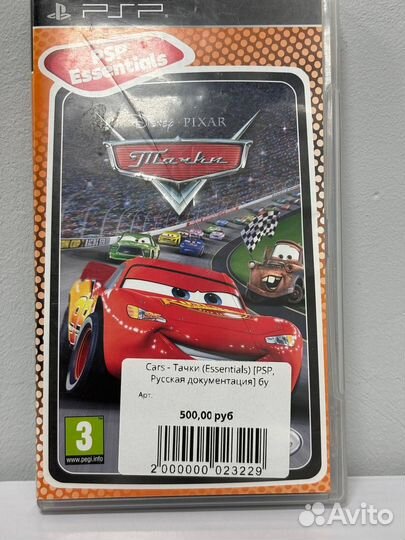 PSP
PSP
Essentials
Disney · PIXAR
Тачки
Cars - Тачки (Essentials) [PSP,
Русская документация] бу
Арт.
500,00 руб
2 000000 023229
3
www.pegi.info
Avito